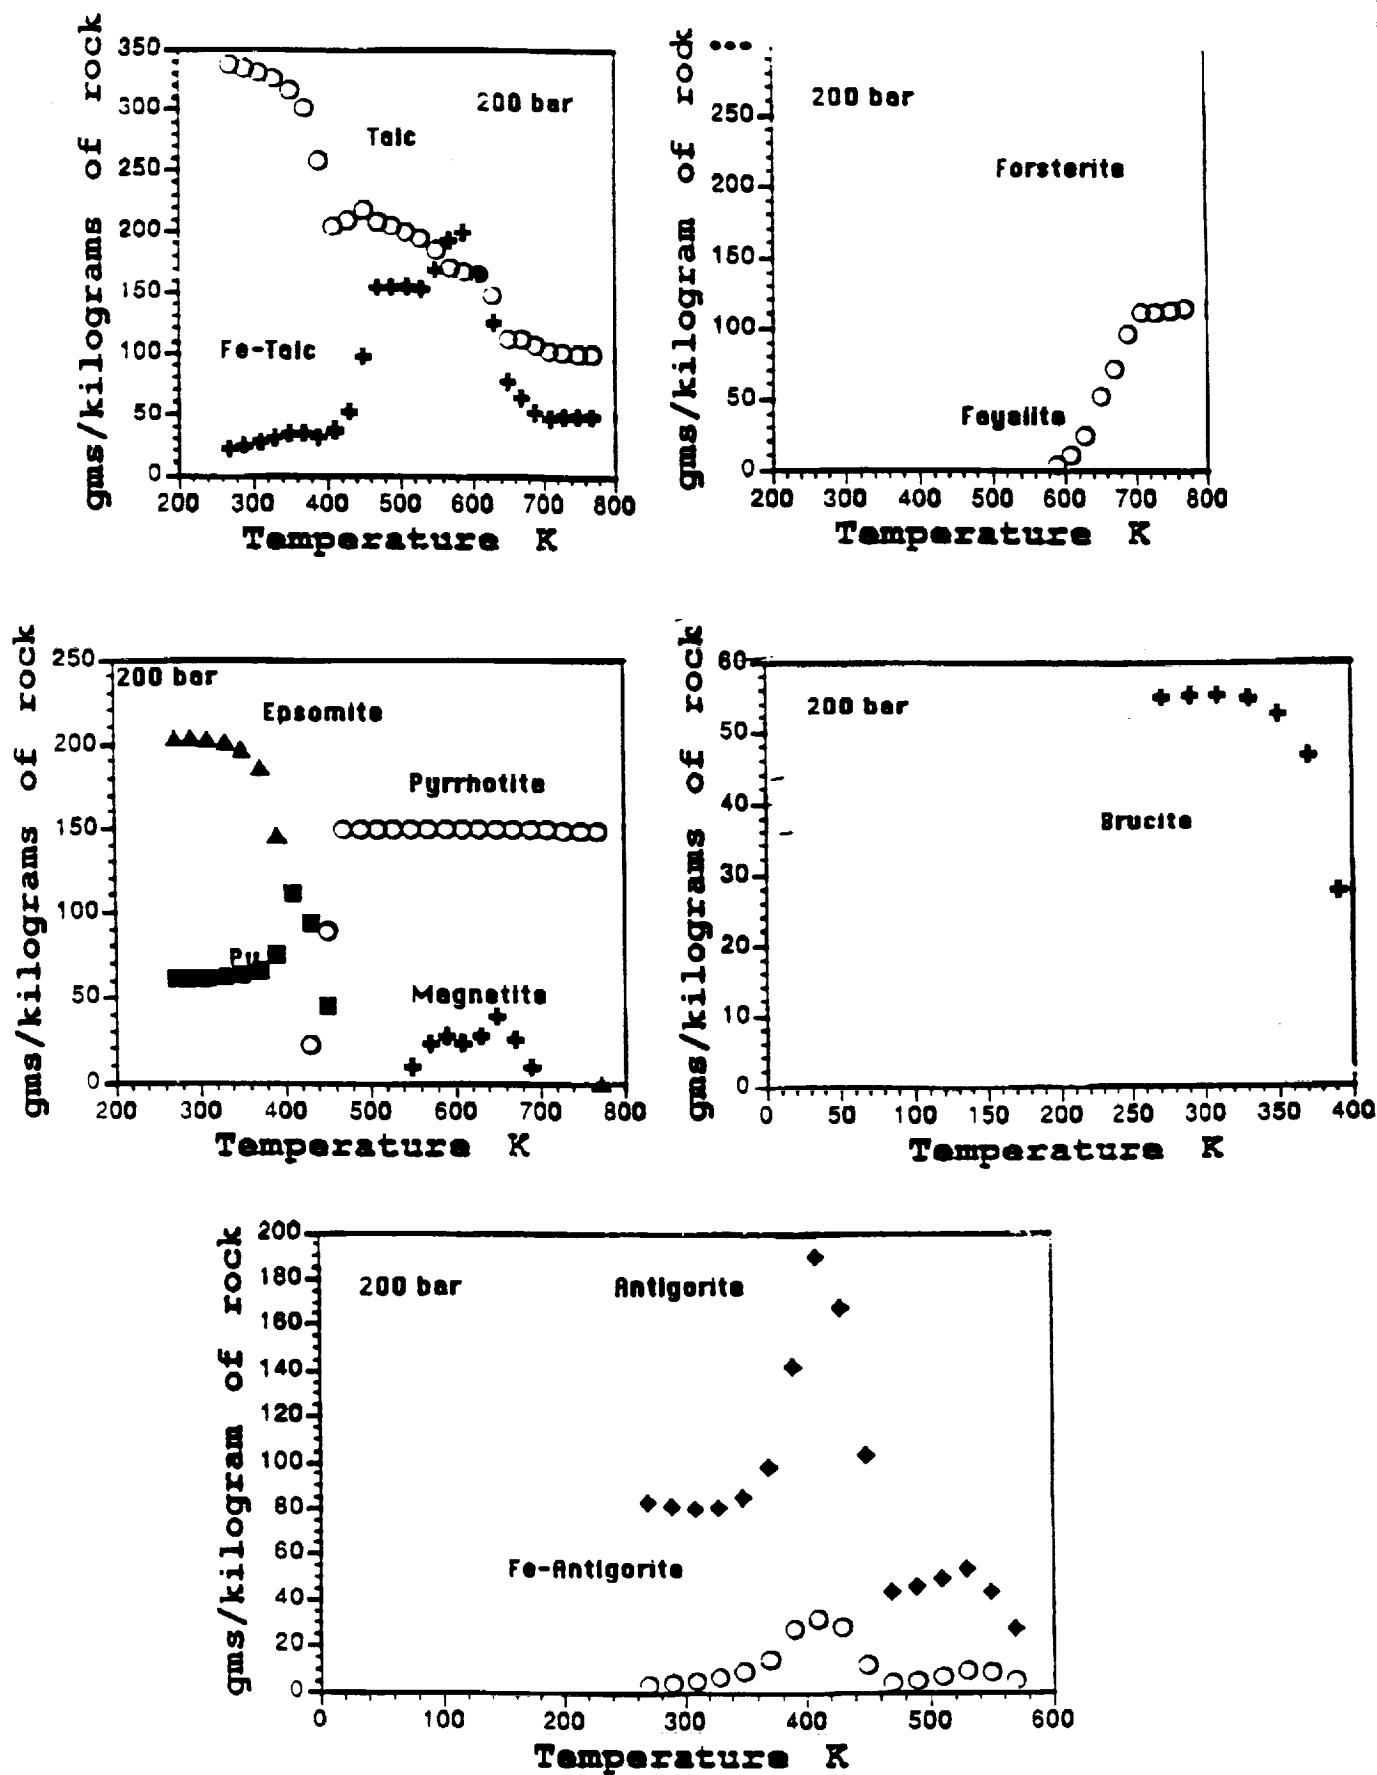 gms/kilograms of rock
350
300
250
200
150
100
50
0
200 bar
Talc
Fe-Talc
200 300 400 500 600 700 800
Temperature K
gms/kilogram of rock
250
200
150
100
50
0
200 bar
Forsterite
Fayalite
200 300 400 500 600 700 800
Temperature K
gms/kilograms of rock
250
200
150
100
50
0
200 bar
Epsomite
Pyrrhotite
Magnetite
200 300 400 500 600 700 800
Temperature K
gms/kilograms of rock
60
50
40
30
20
10
0
200 bar
Brucite
0 50 100 150 200 250 300 350 400
Temperature K
gms/kilogram of rock
200
180
160
140
120
100
80
60
40
20
0
200 bar
Antigorite
Fe-Antigorite
0 100 200 300 400 500 600
Temperature K